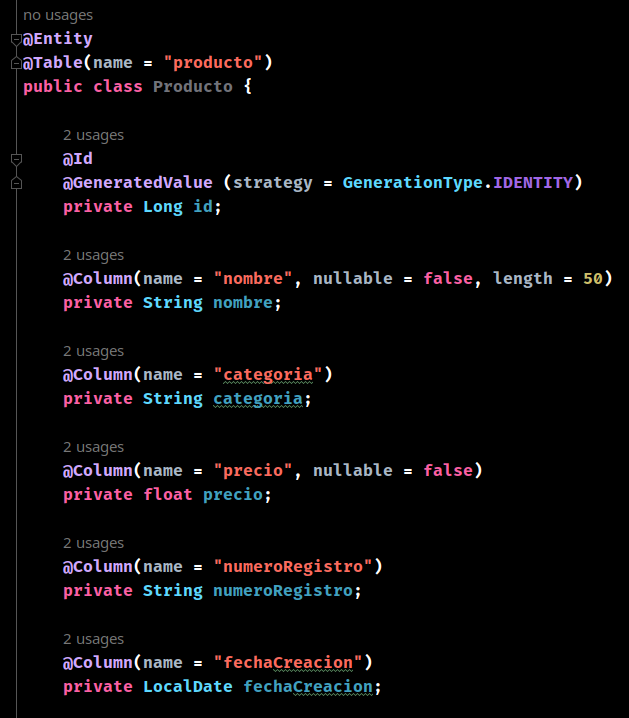 no usages
@Entity
@Table(name = "producto")
public class Producto {
2 usages
@Id
@GeneratedValue (strategy = GenerationType.IDENTITY)
private Long id;
2 usages
@Column(name = "nombre", nullable = false, length = 50)
private String nombre;
2 usages
@Column(name = "categoria")
private String categoria;
2 usages
@Column(name = "precio", nullable = false)
private float precio;
2 usages
@Column(name = "numeroRegistro")
private String numeroRegistro;
2 usages
@Column(name = "fechaCreacion")
private LocalDate fechaCreacion;